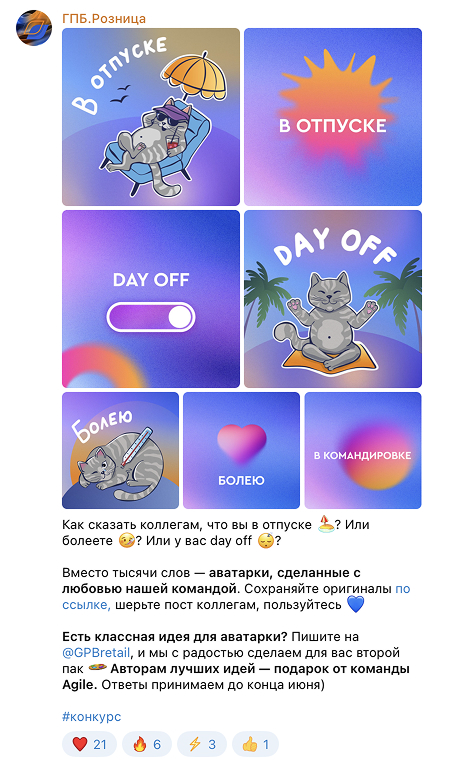 ГПБ.Розница
В ОТПУСКЕ
В ОТПУСКЕ
DAY OFF
DAY OFF
БОЛЕЮ
БОЛЕЮ
В КОМАНДИРОВКЕ
Как сказать коллегам, что вы в отпуске ⛵? Или
болеете 🤒? Или у вас day off 😴?
Вместо тысячи слов — аватарки, сделанные с
любовью нашей командой. Сохраняйте оригиналы по
ссылке, шерьте пост коллегам, пользуйтесь 💙
Есть классная идея для аватарки? Пишите на
@GPBretail, и мы с радостью сделаем для вас второй
пак Авторам лучших идей — подарок от команды
Agile. Ответы принимаем до конца июня)
#конкурс
❤️ 21 🔥 6 ⚡ 3 👍 1